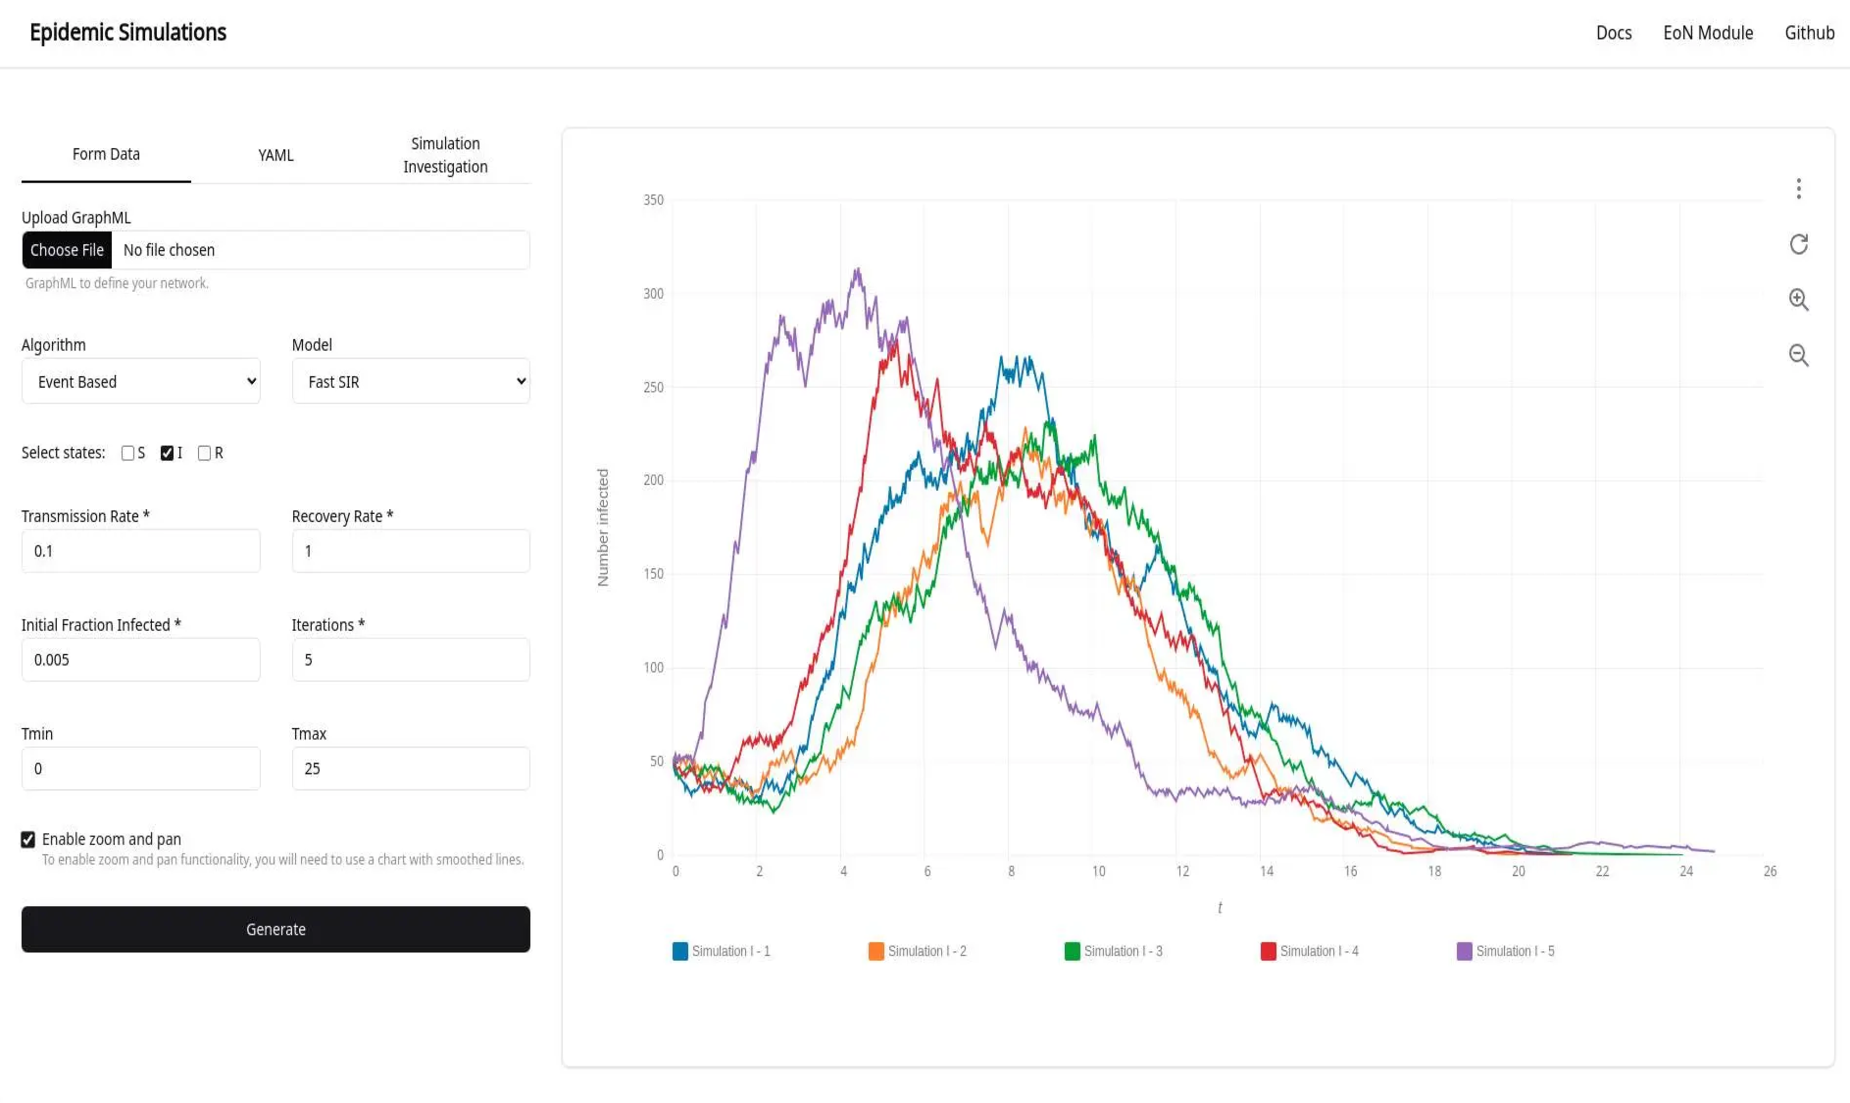 Epidemic Simulations
Docs
EoN Module
Github
Form Data
YAML
Simulation
Investigation
Upload GraphML
Choose File
No file chosen
GraphML to define your network.
Algorithm
Model
Event Based
Fast SIR
Select states: S I R
Transmission Rate *
Recovery Rate *
0.1
1
Initial Fraction Infected *
Iterations *
0.005
5
Tmin
Tmax
0
25
Enable zoom and pan
To enable zoom and pan functionality, you will need to use a chart with smoothed lines.
Generate
350
300
250
200
150
100
50
0
Number infected
0 2 4 6 8 10 12 14 16 18 20 22 24 26
t
Simulation I - 1
Simulation I - 2
Simulation I - 3
Simulation I - 4
Simulation I - 5